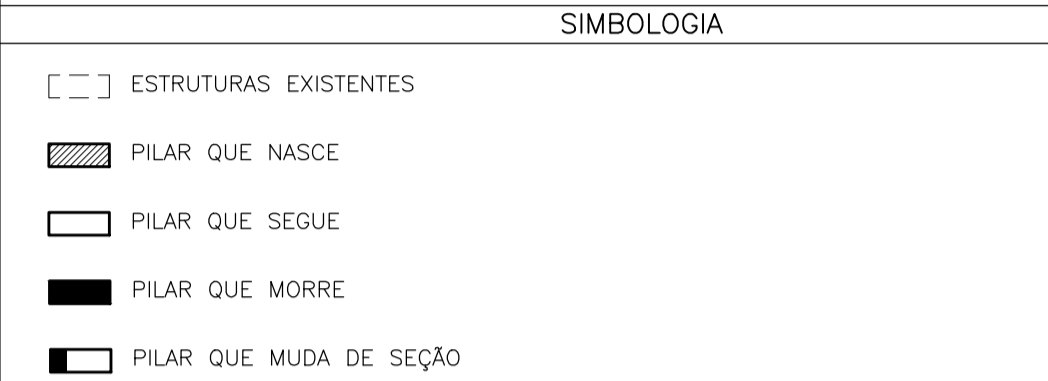 SIMBOLOGIA
ESTRUTURAS EXISTENTES
PILAR QUE NASCE
PILAR QUE SEGUE
PILAR QUE MORRE
PILAR QUE MUDA DE SEÇÃO